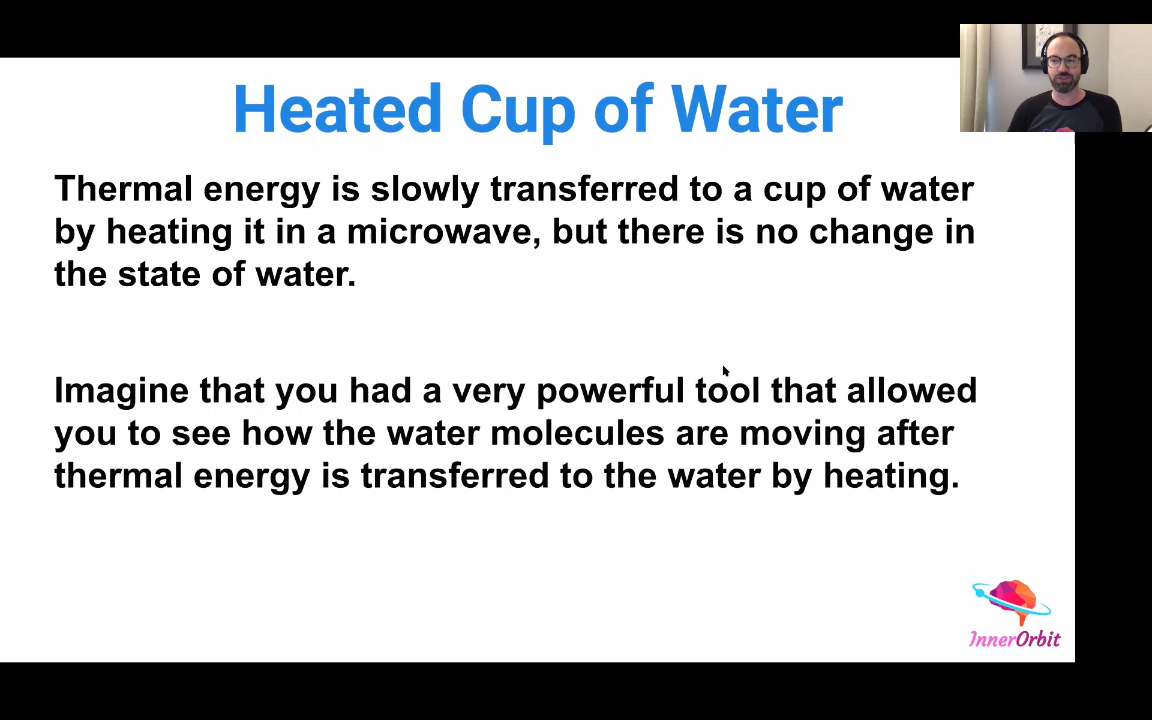 Heated Cup of Water
Thermal energy is slowly transferred to a cup of water
by heating it in a microwave, but there is no change in
the state of water.
Imagine that you had a very powerful tool that allowed
you to see how the water molecules are moving after
thermal energy is transferred to the water by heating.
InnerOrbit